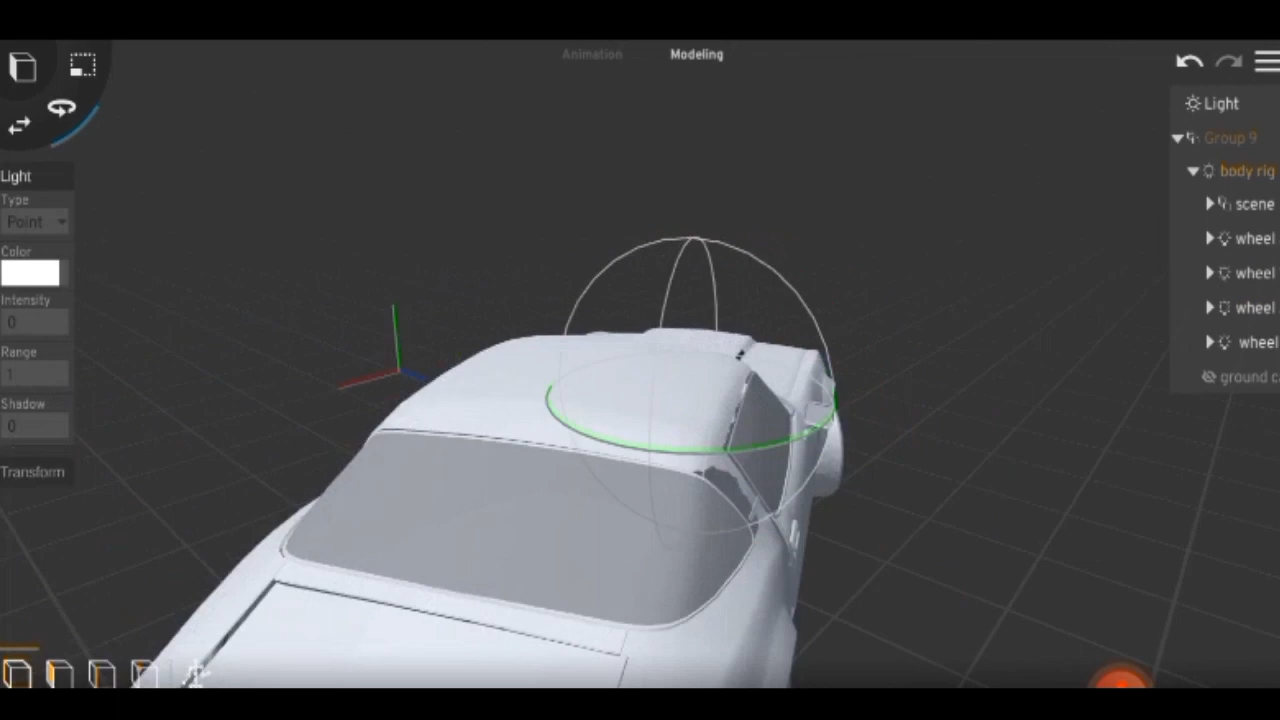 Animation Modeling
Light
Type
Point
Color
Intensity
0
Range
1
Shadow
0
Transform
Light
Group 9
body rig
scene
wheel
wheel
wheel
wheel
ground c